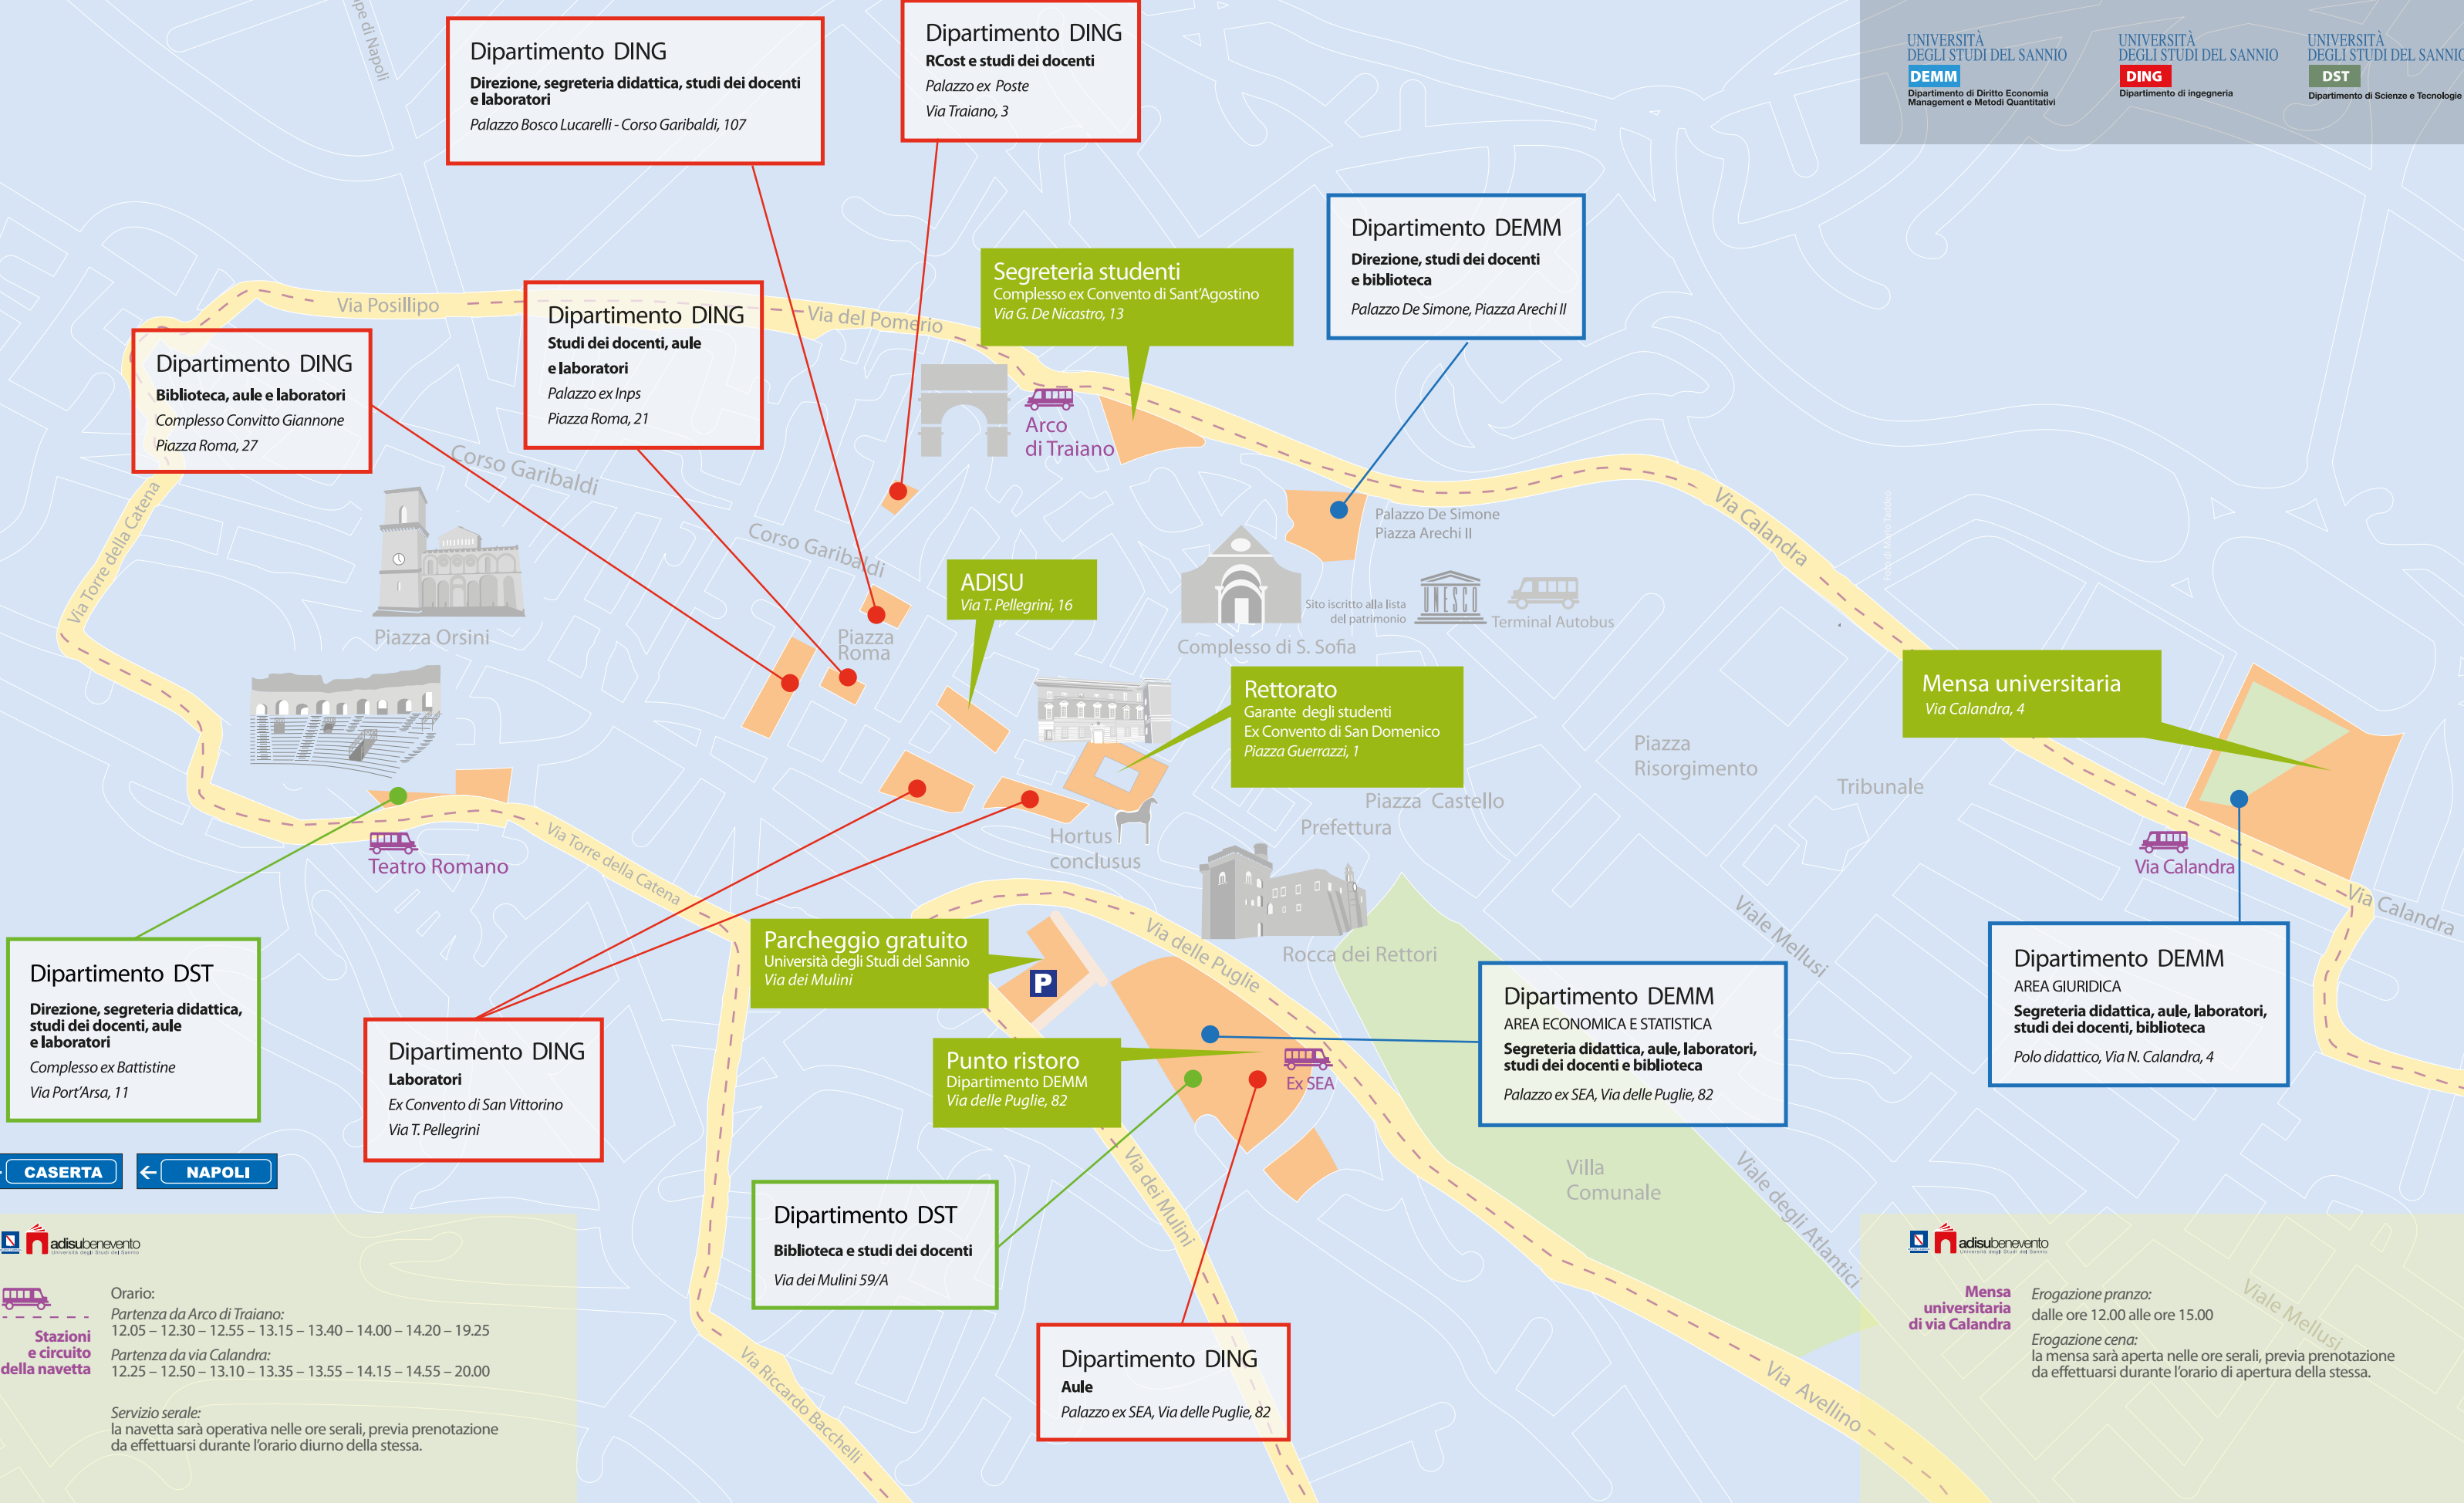 pe di Napoli
Dipartimento DING
Direzione, segreteria didattica, studi dei docenti
e laboratori
Palazzo Bosco Lucarelli - Corso Garibaldi, 107
Dipartimento DING
RCost e studi dei docenti
Palazzo ex Poste
Via Traiano, 3
UNIVERSITÀ
DEGLI STUDI DEL SANNIO
DEMM
Dipartimento di Diritto Economia
Management e Metodi Quantitativi
UNIVERSITÀ
DEGLI STUDI DEL SANNIO
DING
Dipartimento di ingegneria
UNIVERSITÀ
DEGLI STUDI DEL SANNIO
DST
Dipartimento di Scienze e Tecnologie
Dipartimento DEMM
Direzione, studi dei docenti
e biblioteca
Palazzo De Simone, Piazza Arechi II
Segreteria studenti
Complesso ex Convento di Sant'Agostino
Via G. De Nicastro, 13
Via Posillipo
Dipartimento DING
Studi dei docenti, aule
e laboratori
Palazzo ex Inps
Piazza Roma, 21
Via del Pomerio
Dipartimento DING
Biblioteca, aule e laboratori
Complesso Convitto Giannone
Piazza Roma, 27
Arco
di Traiano
Corso Garibaldi
Via Torre della Catena
Corso Garibaldi
Palazzo De Simone
Piazza Arechi II
Via Calandra
ADISU
Via T. Pellegrini, 16
Sito iscritto alla lista
del patrimonio
UNESCO
Terminal Autobus
Piazza Orsini
Piazza
Roma
Complesso di S. Sofia
Rettorato
Garante degli studenti
Ex Convento di San Domenico
Piazza Guerrazzi, 1
Mensa universitaria
Via Calandra, 4
Piazza
Risorgimento
Tribunale
Piazza Castello
Prefettura
Hortus
conclusus
Teatro Romano
Via Torre della Catena
Via Calandra
Via Calandra
Parcheggio gratuito
Università degli Studi del Sannio
Via dei Mulini
P
Via delle Puglie
Rocca dei Rettori
Viale Mellusi
Dipartimento DST
Direzione, segreteria didattica,
studi dei docenti, aule
e laboratori
Complesso ex Battistine
Via Port'Arsa, 11
Dipartimento DING
Laboratori
Ex Convento di San Vittorino
Via T. Pellegrini
Punto ristoro
Dipartimento DEMM
Via delle Puglie, 82
Ex SEA
Dipartimento DEMM
AREA ECONOMICA E STATISTICA
Segreteria didattica, aule, laboratori,
studi dei docenti e biblioteca
Palazzo ex SEA, Via delle Puglie, 82
Dipartimento DEMM
AREA GIURIDICA
Segreteria didattica, aule, laboratori,
studi dei docenti, biblioteca
Polo didattico, Via N. Calandra, 4
CASERTA
NAPOLI
Via dei Mulini
Villa
Comunale
Viale degli Atlantici
Dipartimento DST
Biblioteca e studi dei docenti
Via dei Mulini 59/A
Dipartimento DING
Aule
Palazzo ex SEA, Via delle Puglie, 82
Via Riccardo Bacchelli
Via Avellino
adisubenevento
Università degli Studi del Sannio
Stazioni
e circuito
della navetta
Orario:
Partenza da Arco di Traiano:
12.05 – 12.30 – 12.55 – 13.15 – 13.40 – 14.00 – 14.20 – 19.25
Partenza da via Calandra:
12.25 – 12.50 – 13.10 – 13.35 – 13.55 – 14.15 – 14.55 – 20.00
Servizio serale:
la navetta sarà operativa nelle ore serali, previa prenotazione
da effettuarsi durante l'orario diurno della stessa.
adisubenevento
Università degli Studi del Sannio
Mensa
universitaria
di via Calandra
Erogazione pranzo:
dalle ore 12.00 alle ore 15.00
Erogazione cena:
la mensa sarà aperta nelle ore serali, previa prenotazione
da effettuarsi durante l'orario di apertura della stessa.
Viale Mellusi